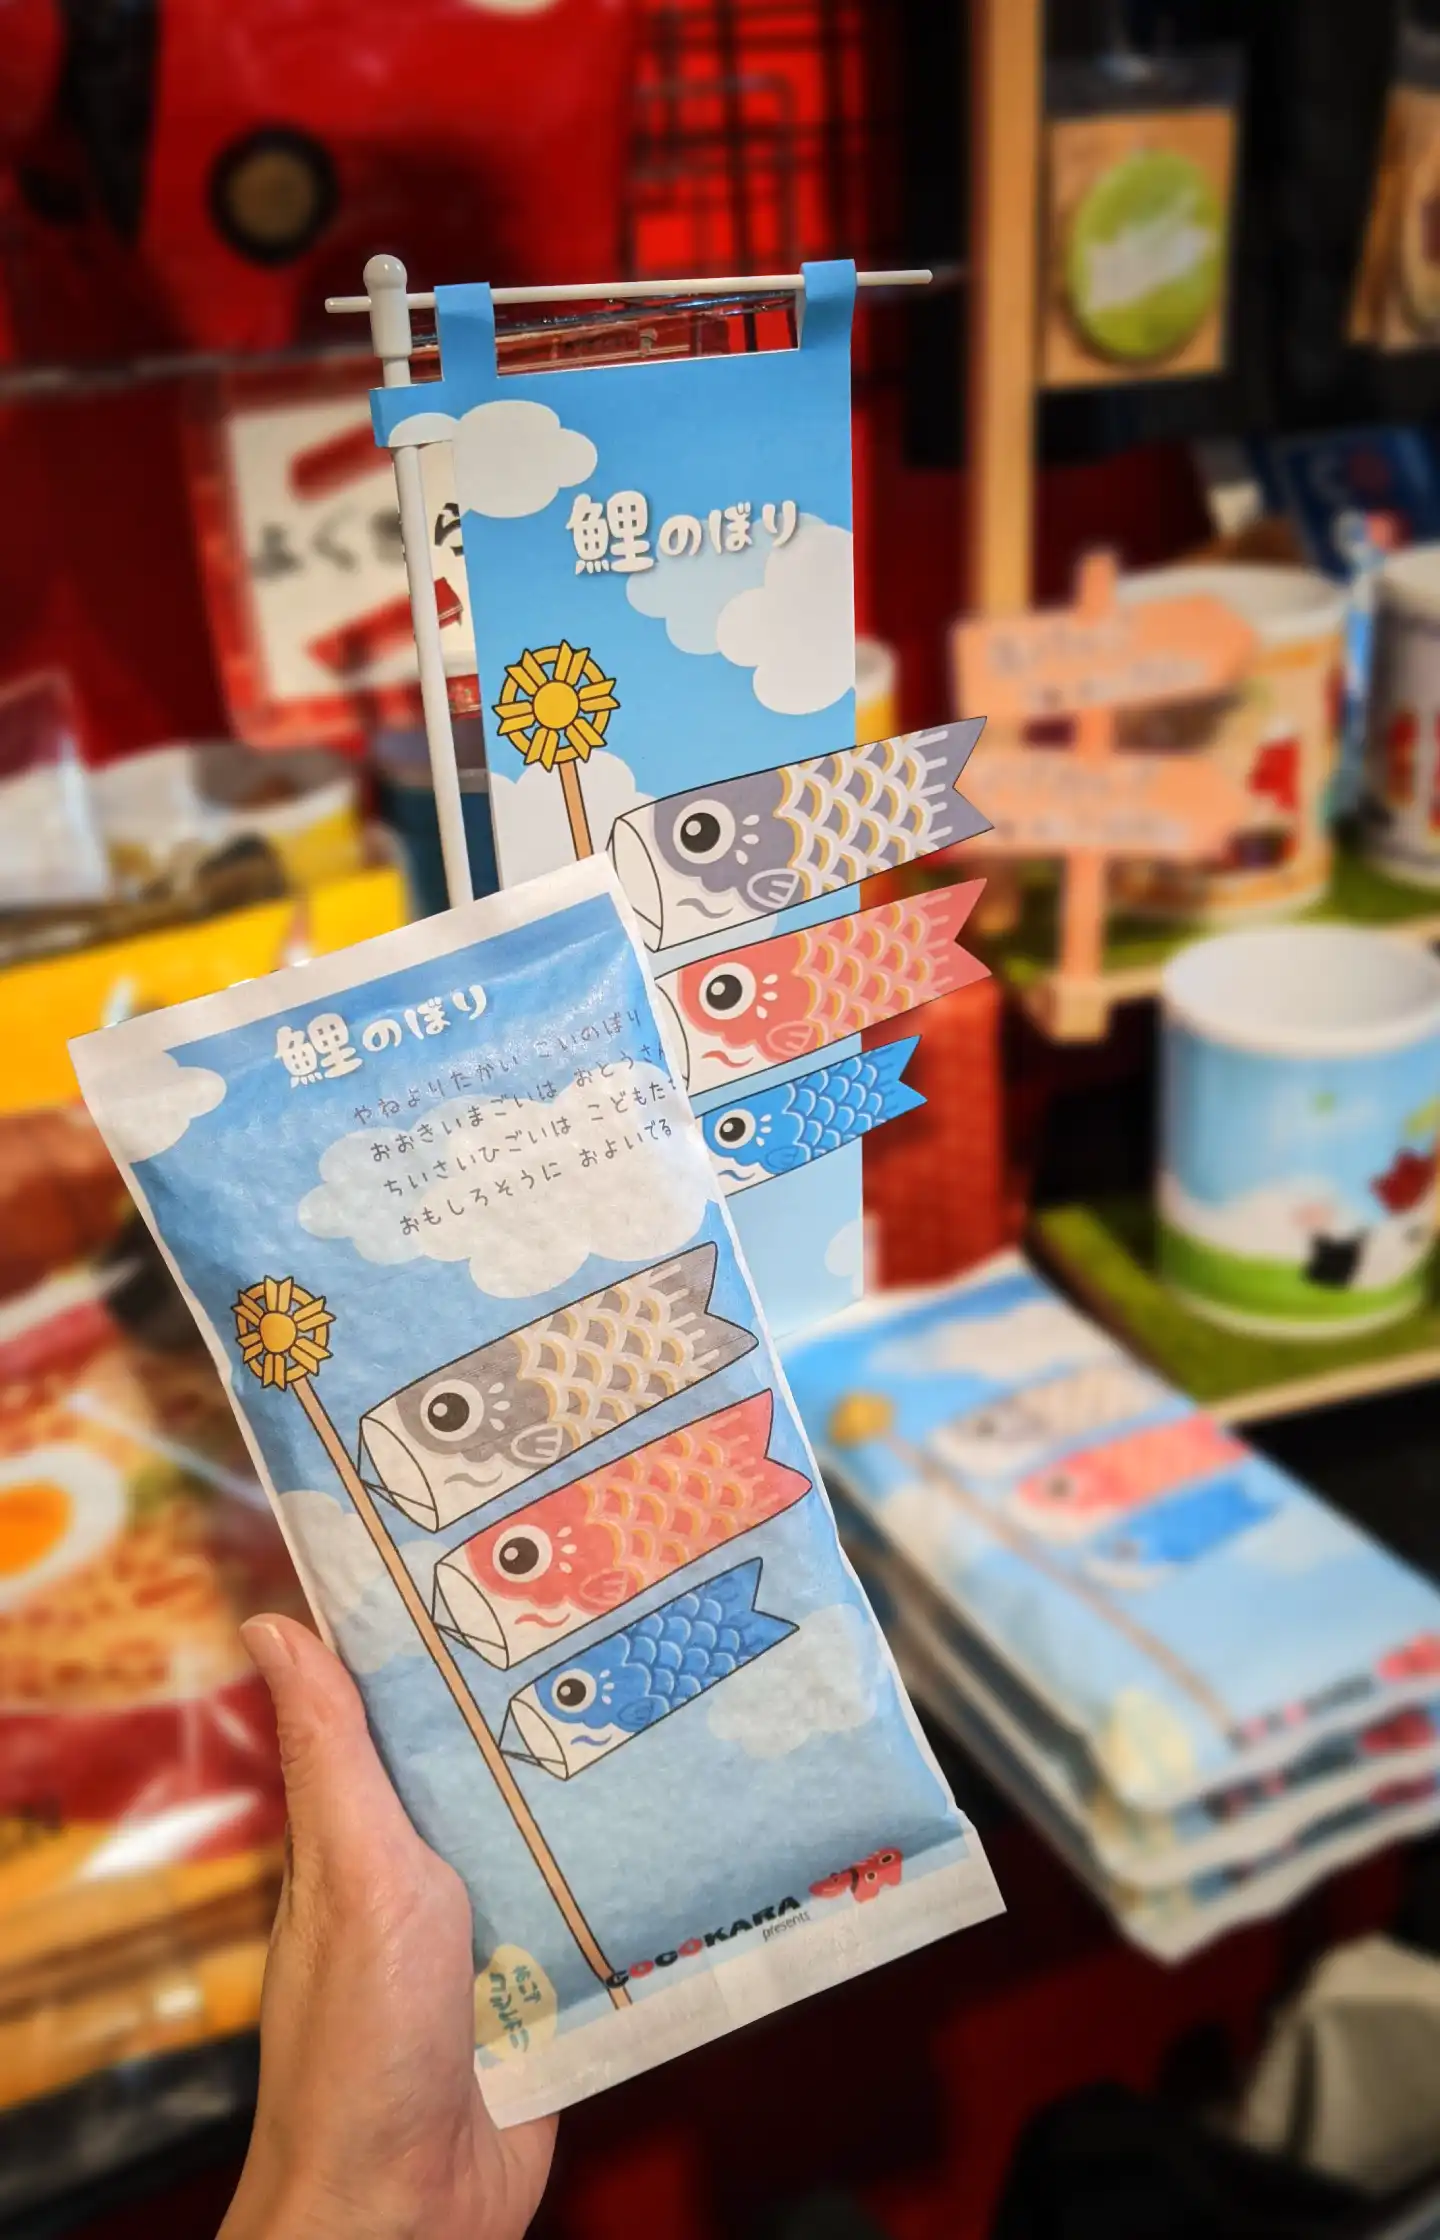 鯉のぼり
鯉のぼり
やねよりたかい こいのぼり
おおきいまごいは おとうさん
ちいさいひごいは こどもた
おもしろそうに およいでる
COCOKARA
presents